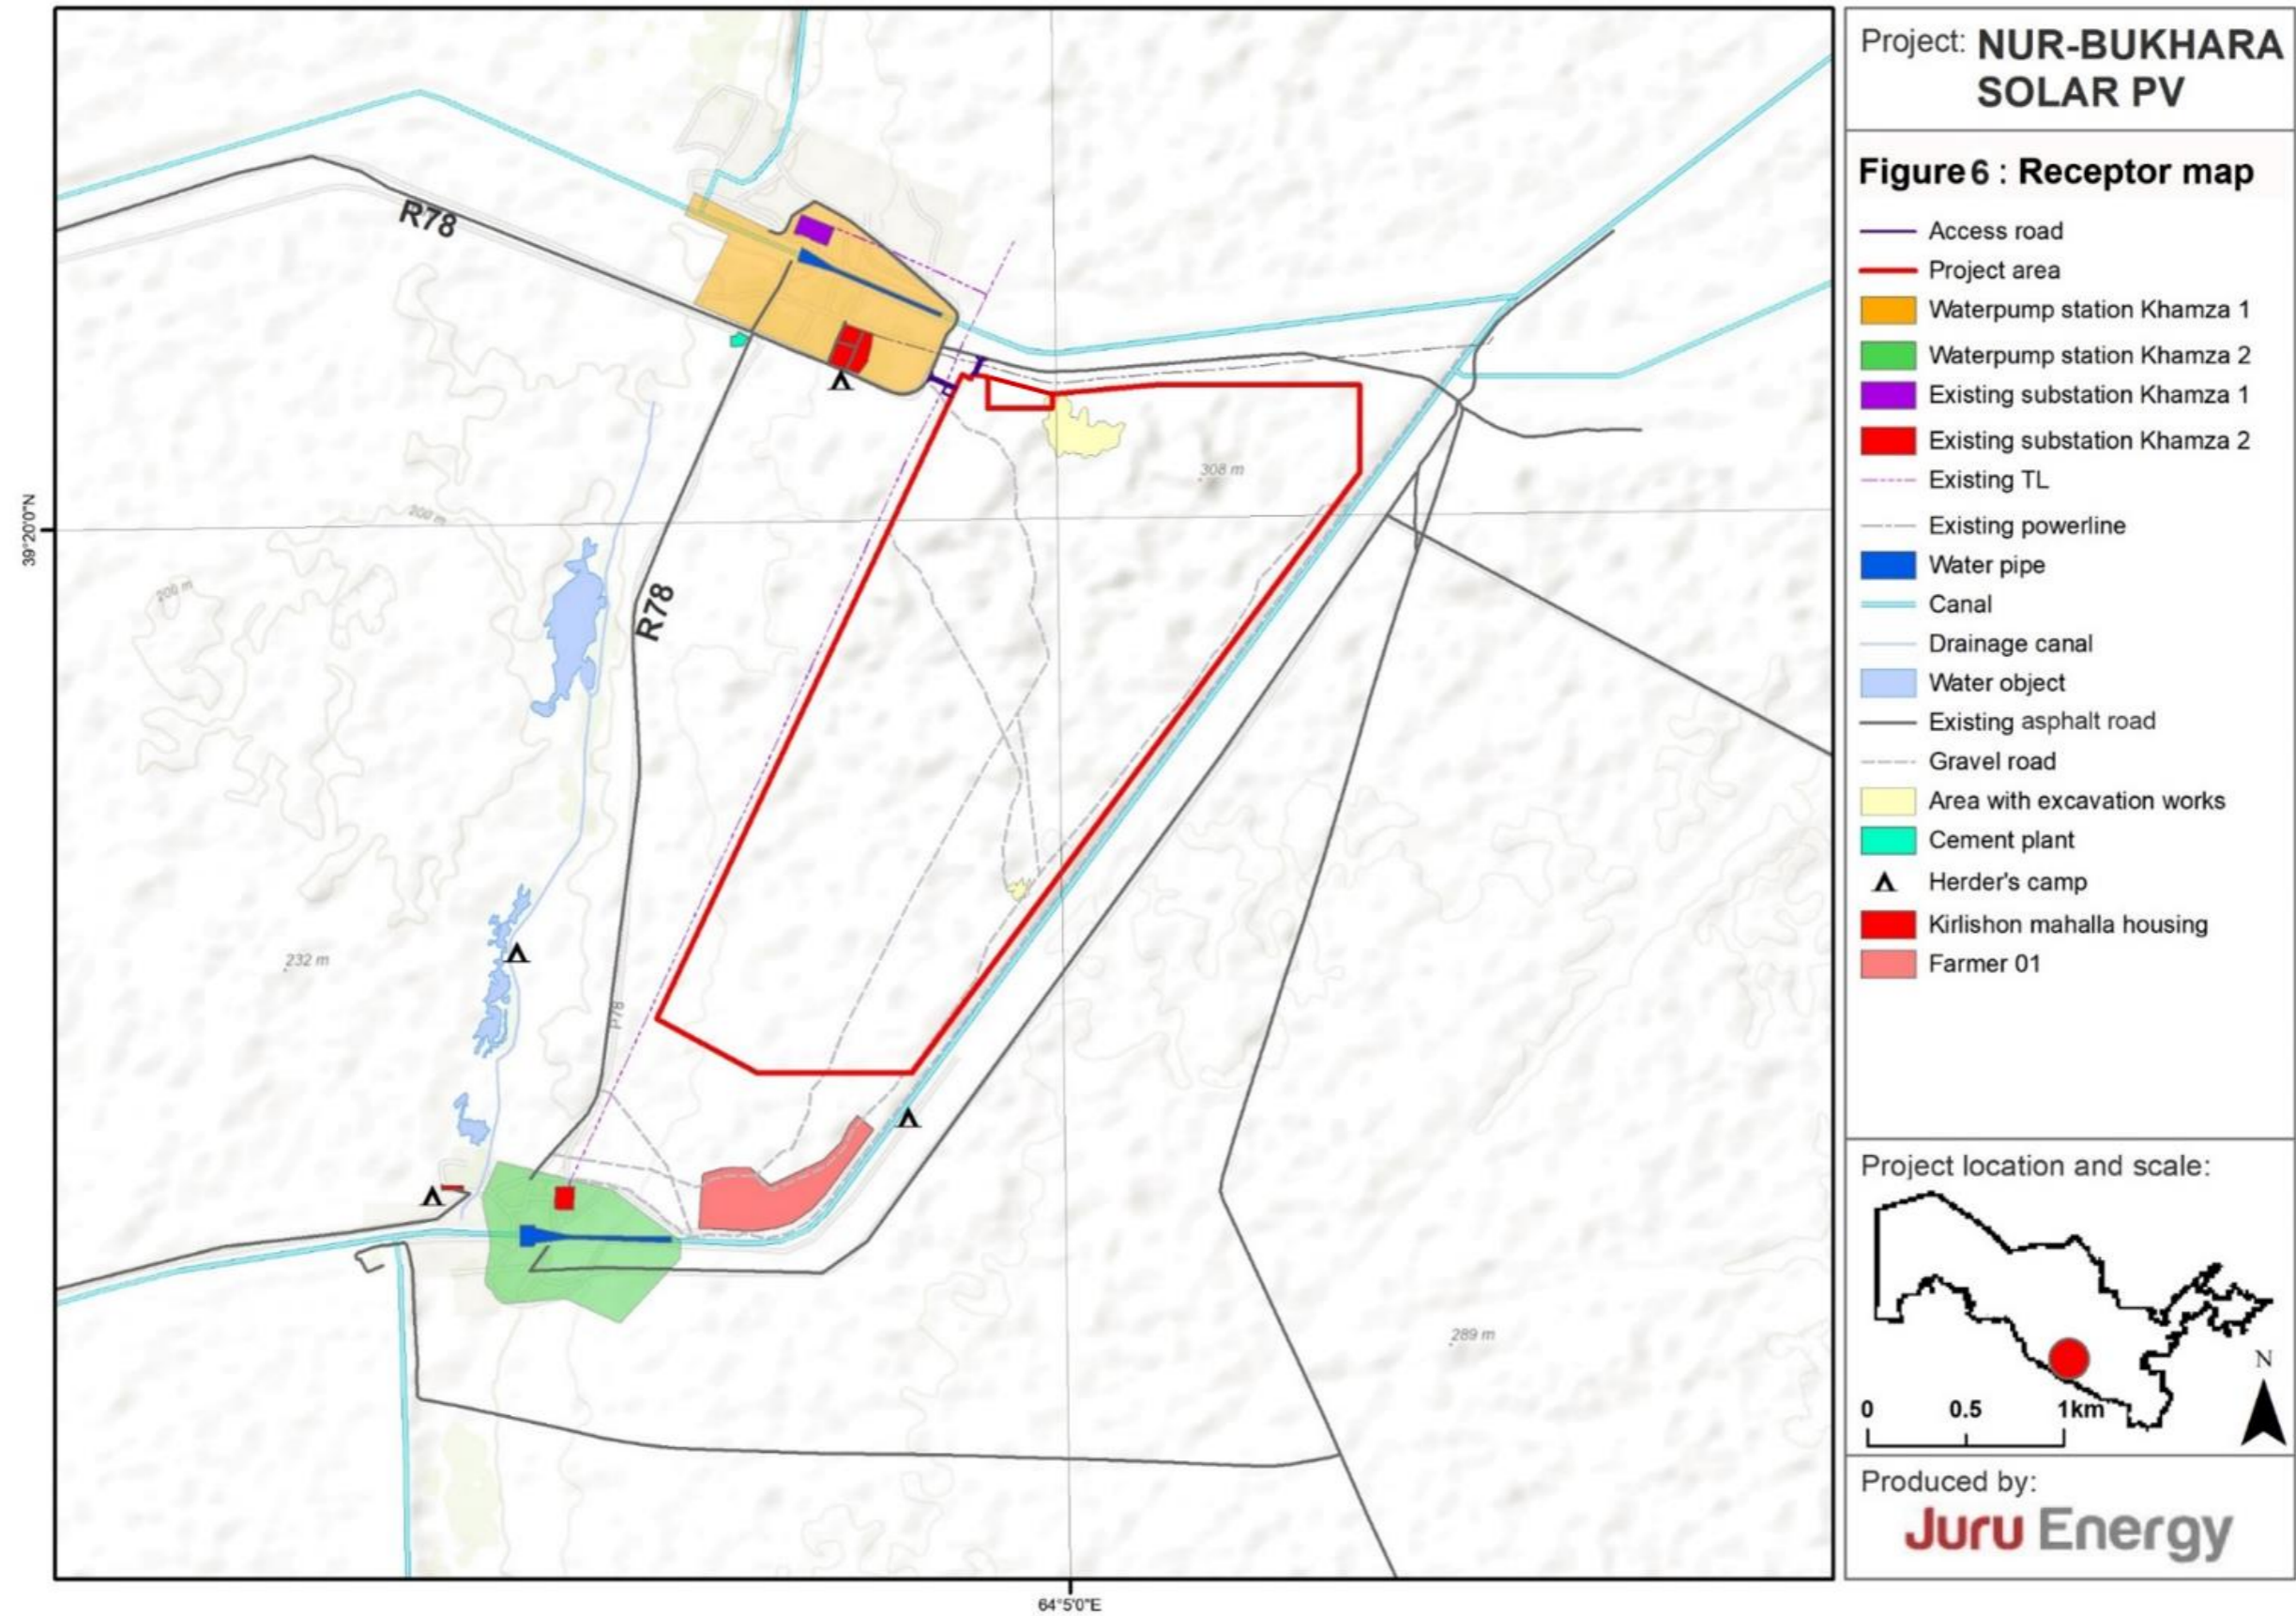 Project: NUR-BUKHARA
SOLAR PV
Figure 6 : Receptor map
Access road
Project area
Waterpump station Khamza 1
Waterpump station Khamza 2
Existing substation Khamza 1
Existing substation Khamza 2
Existing TL
Existing powerline
Water pipe
Canal
Drainage canal
Water object
Existing asphalt road
Gravel road
Area with excavation works
Cement plant
Herder's camp
Kirlishon mahalla housing
Farmer 01
Project location and scale:
N
0 0.5 1km
Produced by:
Juru Energy
R78
308 m
39°20'0"N
200 m
200 m
R78
232 m
P78
289 m
64°5'0"E